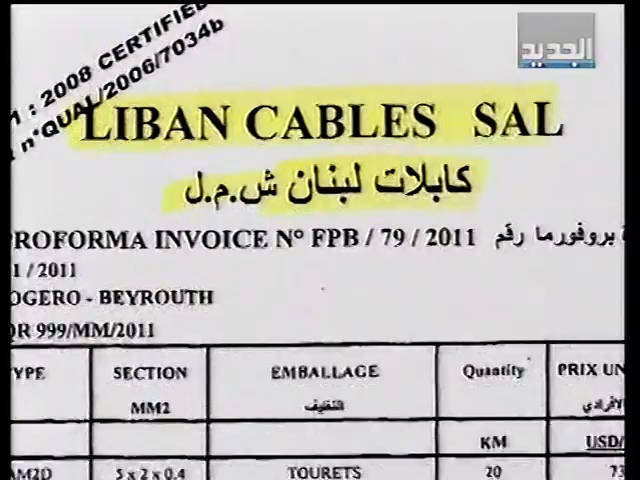 الجديد
1 : 2008 CERTIFIED
n°QUAL/2006/7034b
LIBAN CABLES SAL
كابلات لبنان ش.م.ل
ROFORMA INVOICE N° FPB / 79 / 2011 بروفورما رقم
1 / 2011
OGERO - BEYROUTH
OR 999/MM/2011
YPE SECTION EMBALLAGE Quantity PRIX UN
MM2 التغليف الافرادي
KM USD/
AM2D 5 x 2 x 0.4 TOURETS 20 73